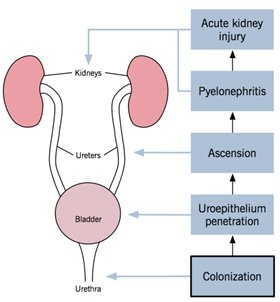 Acute kidney
injury
Kidneys
Pyelonephritis
Ureters
Ascension
Bladder
Uroepithelium
penetration
Colonization
Urethra